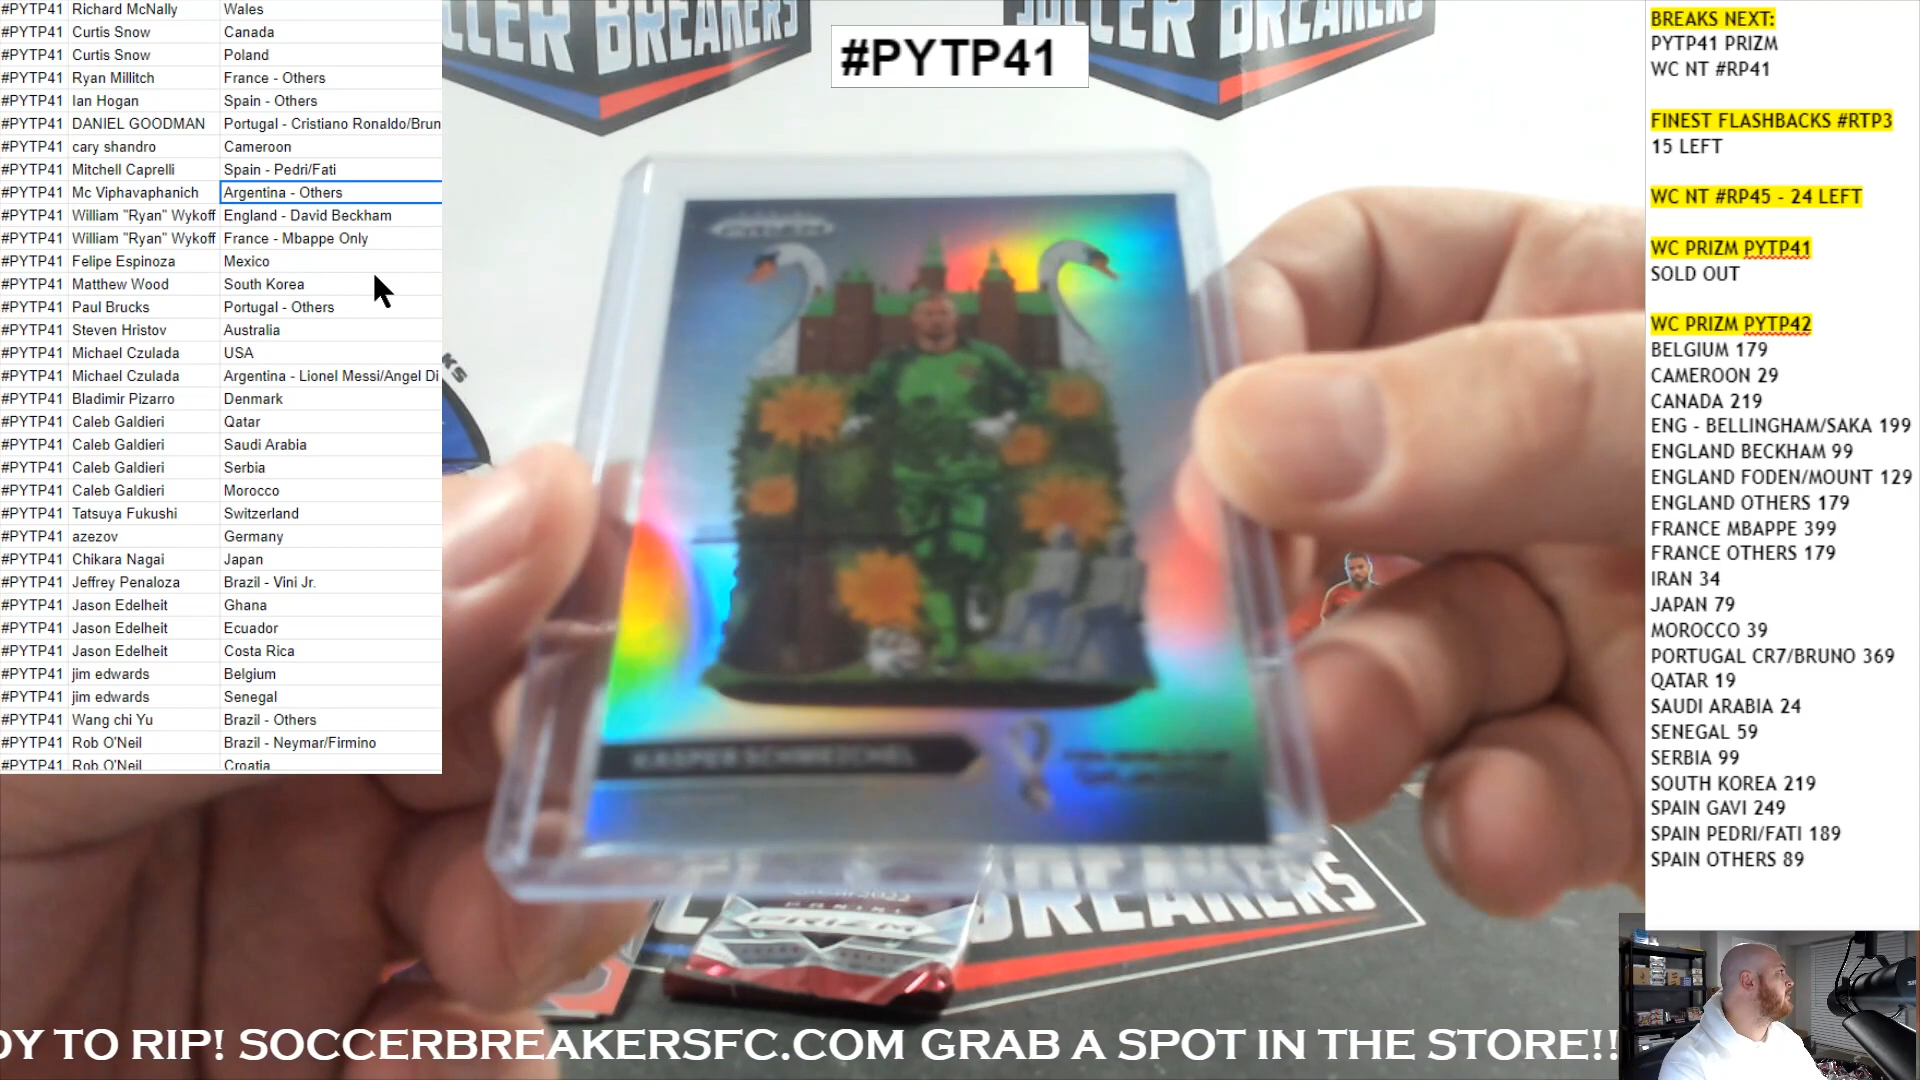 #PYTP41 Richard McNally Wales
#PYTP41 Curtis Snow Canada
#PYTP41 Curtis Snow Poland
#PYTP41 Ryan Millitch France - Others
#PYTP41 Ian Hogan Spain - Others
#PYTP41 DANIEL GOODMAN Portugal - Cristiano Ronaldo/Brun
#PYTP41 cary shandro Cameroon
#PYTP41 Mitchell Caprelli Spain - Pedri/Fati
#PYTP41 Mc Viphavaphanich Argentina - Others
#PYTP41 William "Ryan" Wykoff England - David Beckham
#PYTP41 William "Ryan" Wykoff France - Mbappe Only
#PYTP41 Felipe Espinoza Mexico
#PYTP41 Matthew Wood South Korea
#PYTP41 Paul Brucks Portugal - Others
#PYTP41 Steven Hristov Australia
#PYTP41 Michael Czulada USA
#PYTP41 Michael Czulada Argentina - Lionel Messi/Angel Di
#PYTP41 Bladimir Pizarro Denmark
#PYTP41 Caleb Galdieri Qatar
#PYTP41 Caleb Galdieri Saudi Arabia
#PYTP41 Caleb Galdieri Serbia
#PYTP41 Caleb Galdieri Morocco
#PYTP41 Tatsuya Fukushi Switzerland
#PYTP41 azezov Germany
#PYTP41 Chikara Nagai Japan
#PYTP41 Jeffrey Penaloza Brazil - Vini Jr.
#PYTP41 Jason Edelheit Ghana
#PYTP41 Jason Edelheit Ecuador
#PYTP41 Jason Edelheit Costa Rica
#PYTP41 jim edwards Belgium
#PYTP41 jim edwards Senegal
#PYTP41 Wang chi Yu Brazil - Others
#PYTP41 Rob O'Neil Brazil - Neymar/Firmino
#PYTP41 Rob O'Neil Croatia
CCER BREAKERS
SOCCER BREAKERS
#PYTP41
KASPER SCHMEICHEL
PANINI
PRIZM
BREAKERS
BREAKS NEXT:
PYTP41 PRIZM
WC NT #RP41
FINEST FLASHBACKS #RTP3
15 LEFT
WC NT #RP45 - 24 LEFT
WC PRIZM PYTP41
SOLD OUT
WC PRIZM PYTP42
BELGIUM 179
CAMEROON 29
CANADA 219
ENG - BELLINGHAM/SAKA 199
ENGLAND BECKHAM 99
ENGLAND FODEN/MOUNT 129
ENGLAND OTHERS 179
FRANCE MBAPPE 399
FRANCE OTHERS 179
IRAN 34
JAPAN 79
MOROCCO 39
PORTUGAL CR7/BRUNO 369
QATAR 19
SAUDI ARABIA 24
SENEGAL 59
SERBIA 99
SOUTH KOREA 219
SPAIN GAVI 249
SPAIN PEDRI/FATI 189
SPAIN OTHERS 89
DY TO RIP! SOCCERBREAKERSFC.COM GRAB A SPOT IN THE STORE!!